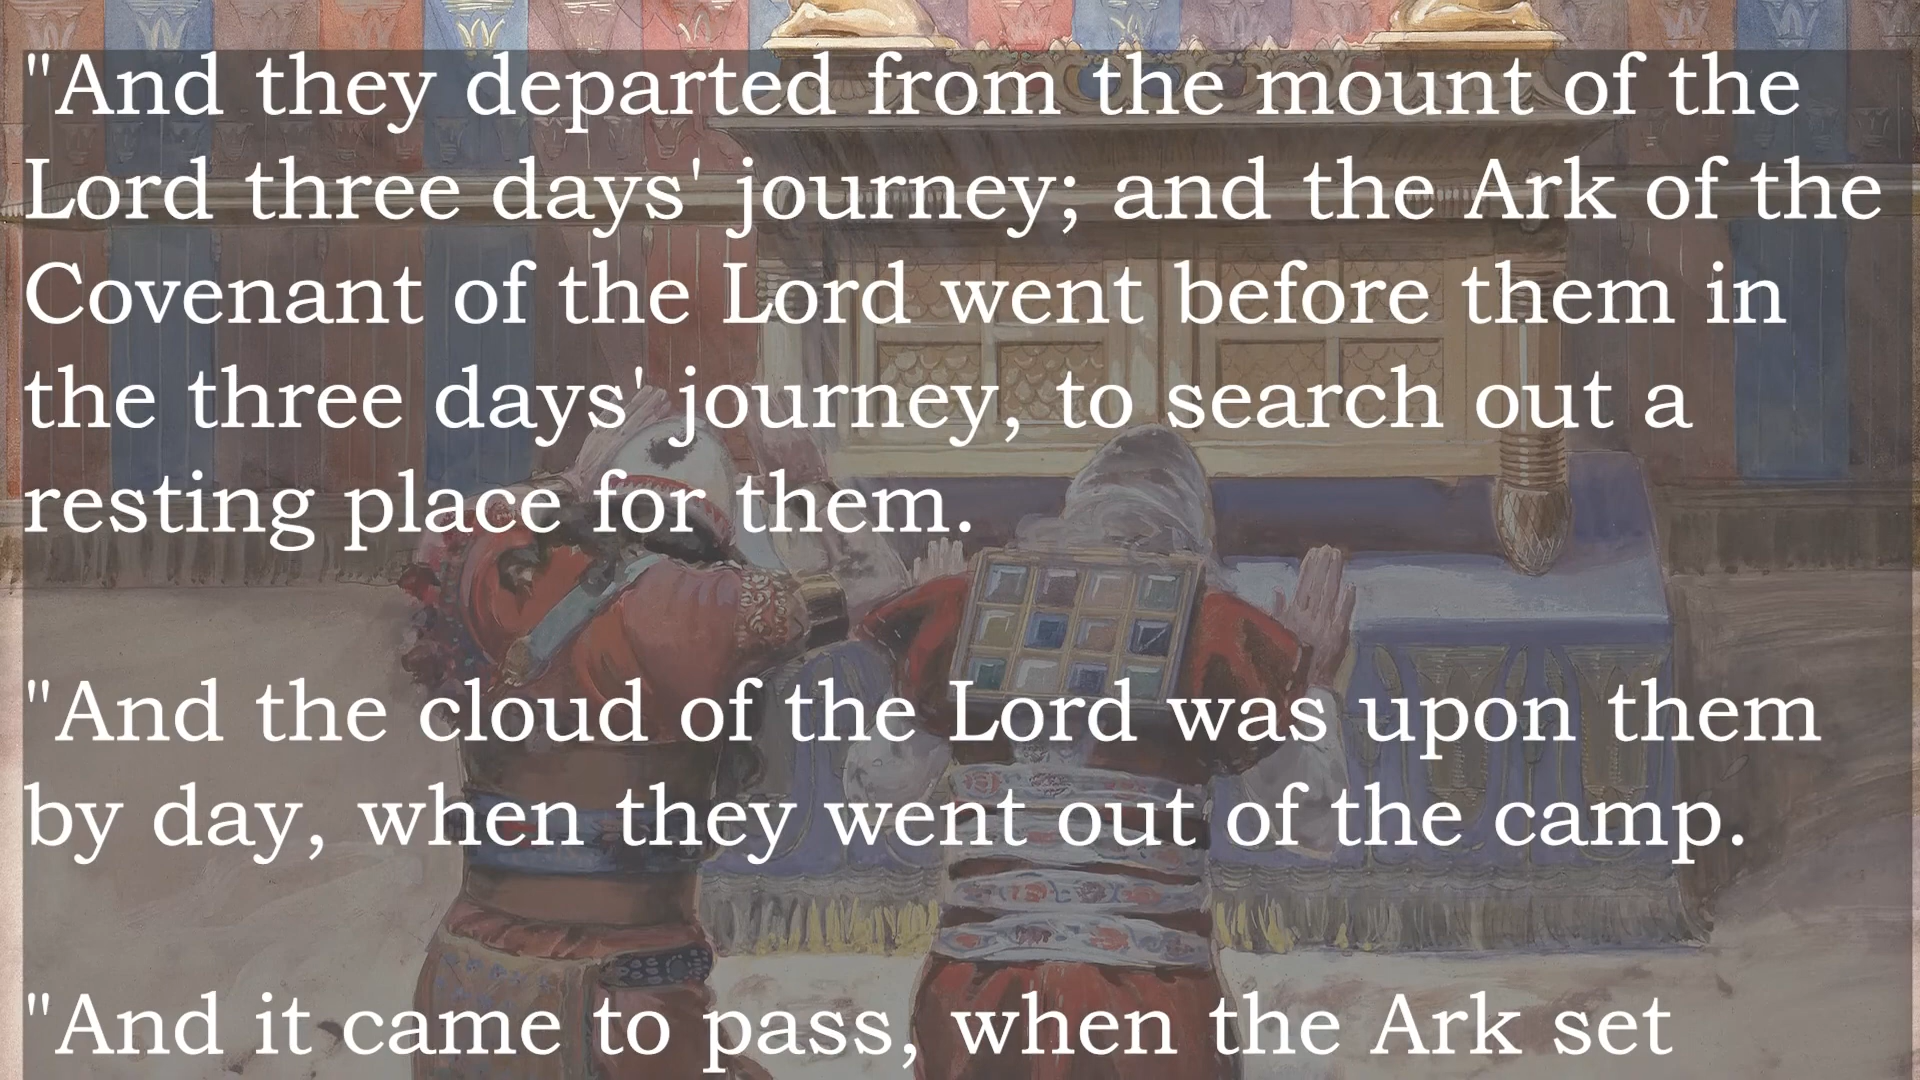 "And they departed from the mount of the
Lord three days' journey; and the Ark of the
Covenant of the Lord went before them in
the three days' journey, to search out a
resting place for them.
"And the cloud of the Lord was upon them
by day, when they went out of the camp.
"And it came to pass, when the Ark set